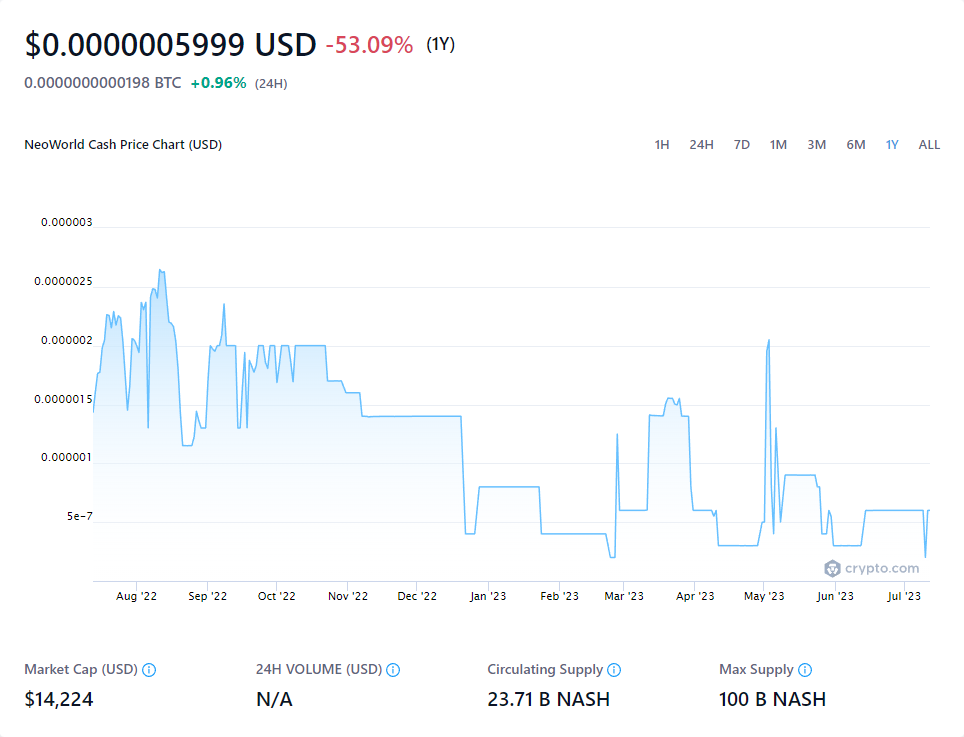 $0.0000005999 USD -53.09% (1Y)
0.0000000000198 BTC +0.96% (24H)
NeoWorld Cash Price Chart (USD) 1H 24H 7D 1M 3M 6M 1Y ALL
0.000003
0.0000025
0.000002
0.0000015
0.000001
5e-7
crypto.com
Aug '22 Sep '22 Oct '22 Nov '22 Dec '22 Jan '23 Feb '23 Mar '23 Apr '23 May '23 Jun '23 Jul '23
Market Cap (USD) 24H VOLUME (USD) Circulating Supply Max Supply
$14,224 N/A 23.71 B NASH 100 B NASH